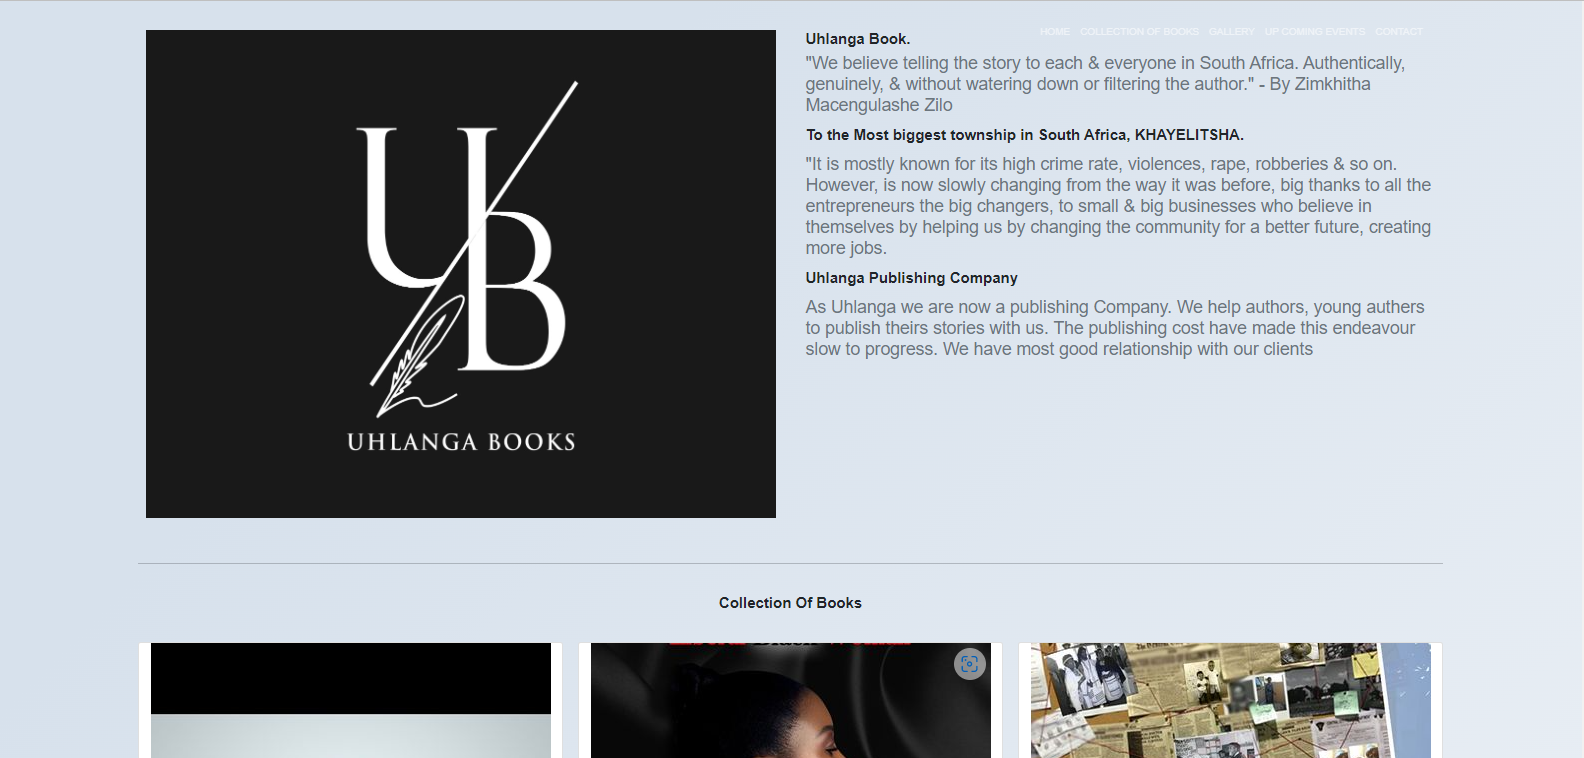 HOME COLLECTION OF BOOKS GALLERY UP COMING EVENTS CONTACT
UB
UHLANGA BOOKS
Uhlanga Book.
"We believe telling the story to each & everyone in South Africa. Authentically,
genuinely, & without watering down or filtering the author." - By Zimkhitha
Macengulashe Zilo
To the Most biggest township in South Africa, KHAYELITSHA.
"It is mostly known for its high crime rate, violences, rape, robberies & so on.
However, is now slowly changing from the way it was before, big thanks to all the
entrepreneurs the big changers, to small & big businesses who believe in
themselves by helping us by changing the community for a better future, creating
more jobs.
Uhlanga Publishing Company
As Uhlanga we are now a publishing Company. We help authors, young authers
to publish theirs stories with us. The publishing cost have made this endeavour
slow to progress. We have most good relationship with our clients
Collection Of Books